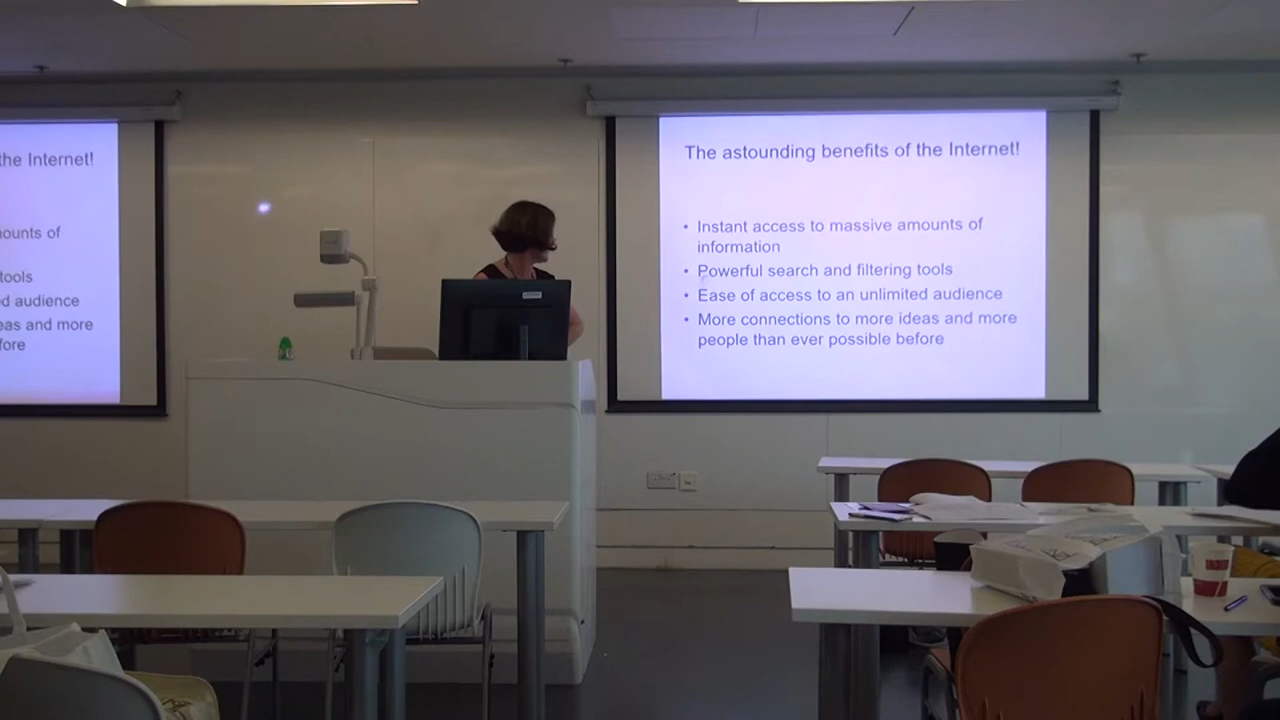 the Internet!
ounts of
tools
ed audience
eas and more
fore
The astounding benefits of the Internet!
• Instant access to massive amounts of
information
• Powerful search and filtering tools
• Ease of access to an unlimited audience
• More connections to more ideas and more
people than ever possible before